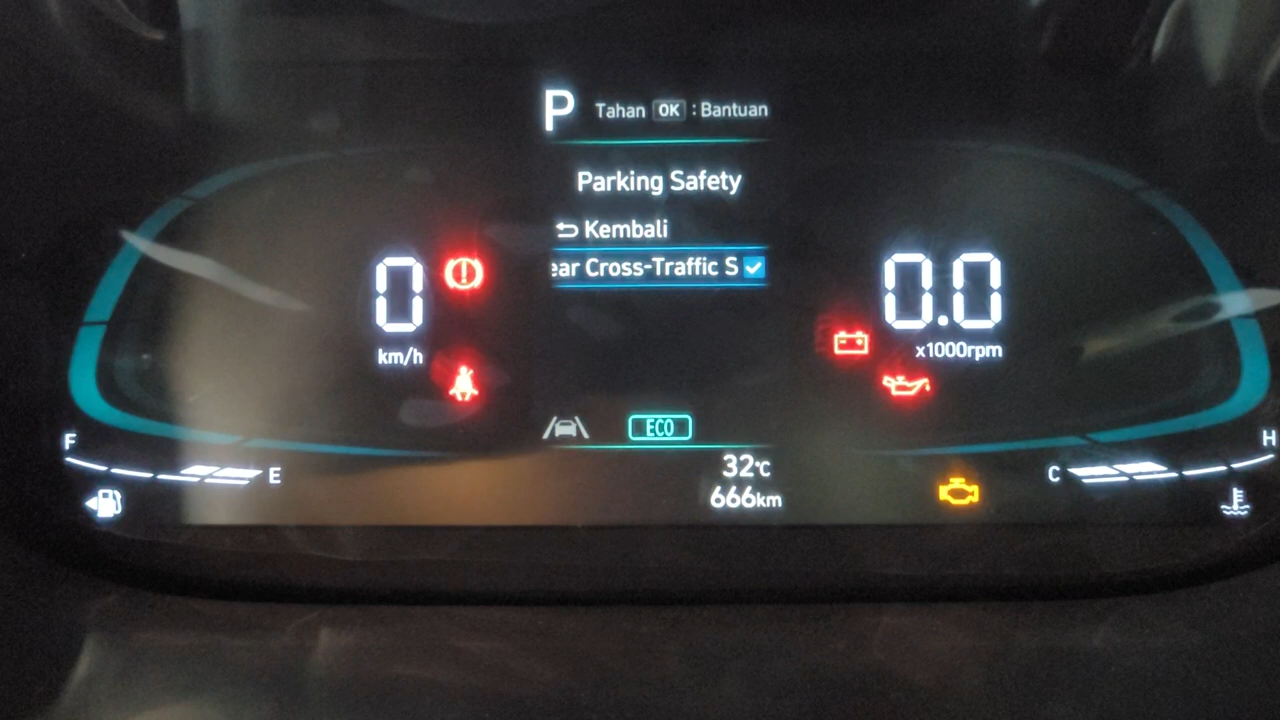 P
Tahan OK : Bantuan
Parking Safety
Kembali
ear Cross-Traffic S
0
km/h
0.0
x1000rpm
ECO
F
E
32°C
666km
C
H